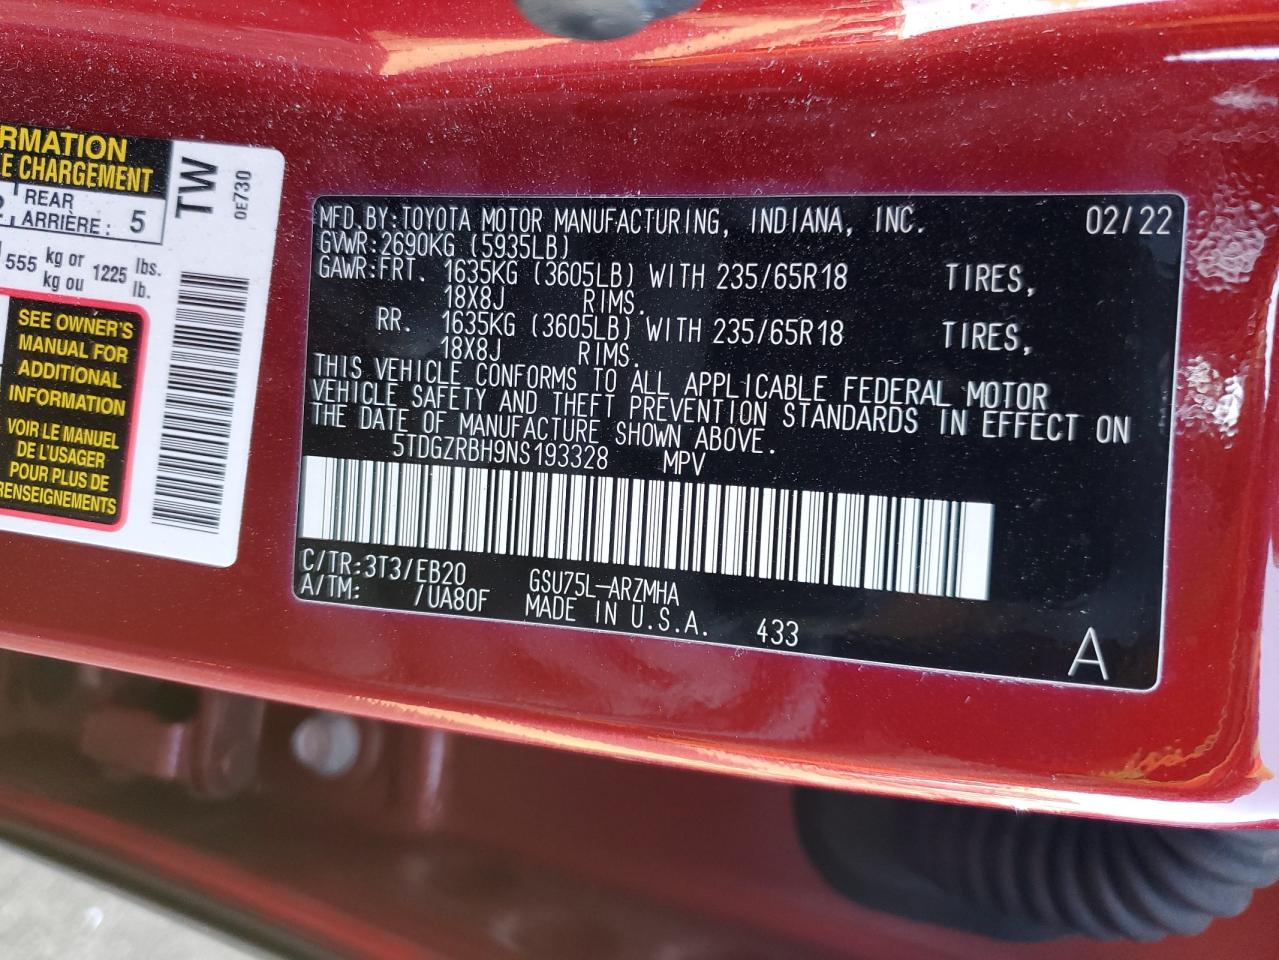 RMATION
E CHARGEMENT
REAR
ARRIÈRE: 5
555 kg or 1225 lbs.
kg ou lb.
SEE OWNER'S
MANUAL FOR
ADDITIONAL
INFORMATION
VOIR LE MANUEL
DE L'USAGER
POUR PLUS DE
RENSEIGNEMENTS
TW
0E730
MFD.BY:TOYOTA MOTOR MANUFACTURING, INDIANA, INC. 02/22
GVWR:2690KG (5935LB)
GAWR:FRT. 1635KG (3605LB) WITH 235/65R18 TIRES,
18X8J RIMS.
RR. 1635KG (3605LB) WITH 235/65R18 TIRES,
18X8J RIMS.
THIS VEHICLE CONFORMS TO ALL APPLICABLE FEDERAL MOTOR
VEHICLE SAFETY AND THEFT PREVENTION STANDARDS IN EFFECT ON
THE DATE OF MANUFACTURE SHOWN ABOVE.
5TDGZRBH9NS193328 MPV
C/TR:3T3/EB20 GSU75L-ARZMHA
A/TM: /UA80F MADE IN U.S.A. 433
A